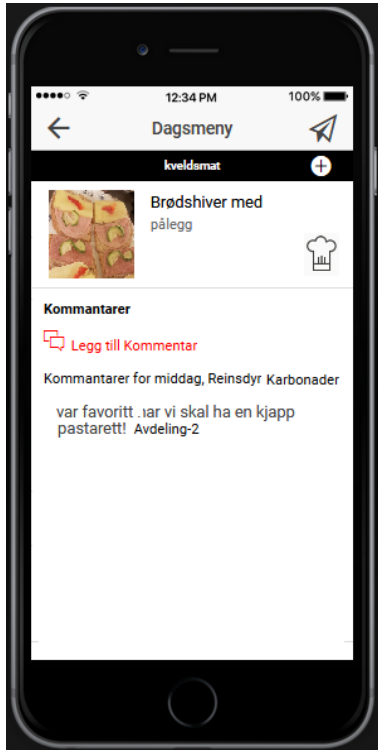 12:34 PM
100%
Dagsmeny
kveldsmat
Brødshiver med
pålegg
Kommantarer
Legg till Kommentar
Kommantarer for middag, Reinsdyr Karbonader
var favoritt vi skal ha en kjapp
pastarett! Avdeling-2